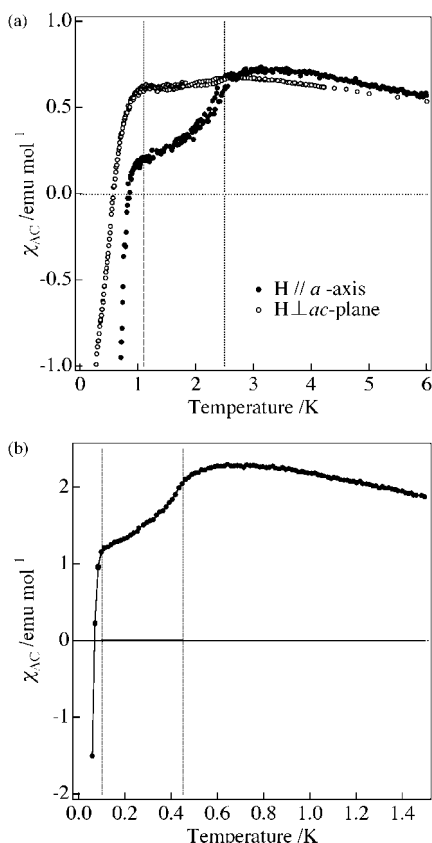 (a)
1.0
0.5
0.0
-0.5
-1.0
χAC /emu mol⁻¹
● H // a -axis
○ H⊥ac-plane
0 1 2 3 4 5 6
Temperature /K
(b)
2
1
0
-1
-2
χAC /emu mol⁻¹
0.0 0.2 0.4 0.6 0.8 1.0 1.2 1.4
Temperature /K